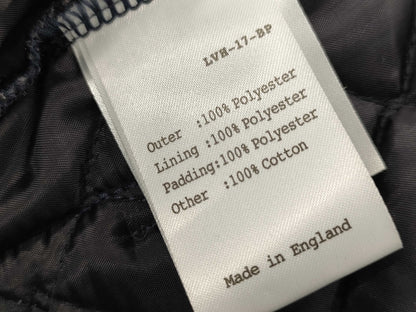 LVH-17-BP
Outer :100% Polyester
Lining :100% Polyester
Padding:100% Polyester
Other :100% Cotton
Made in England